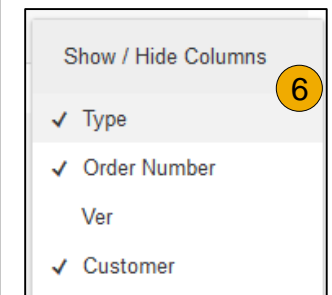 Show / Hide Columns
6
✓ Type
✓ Order Number
Ver
✓ Customer